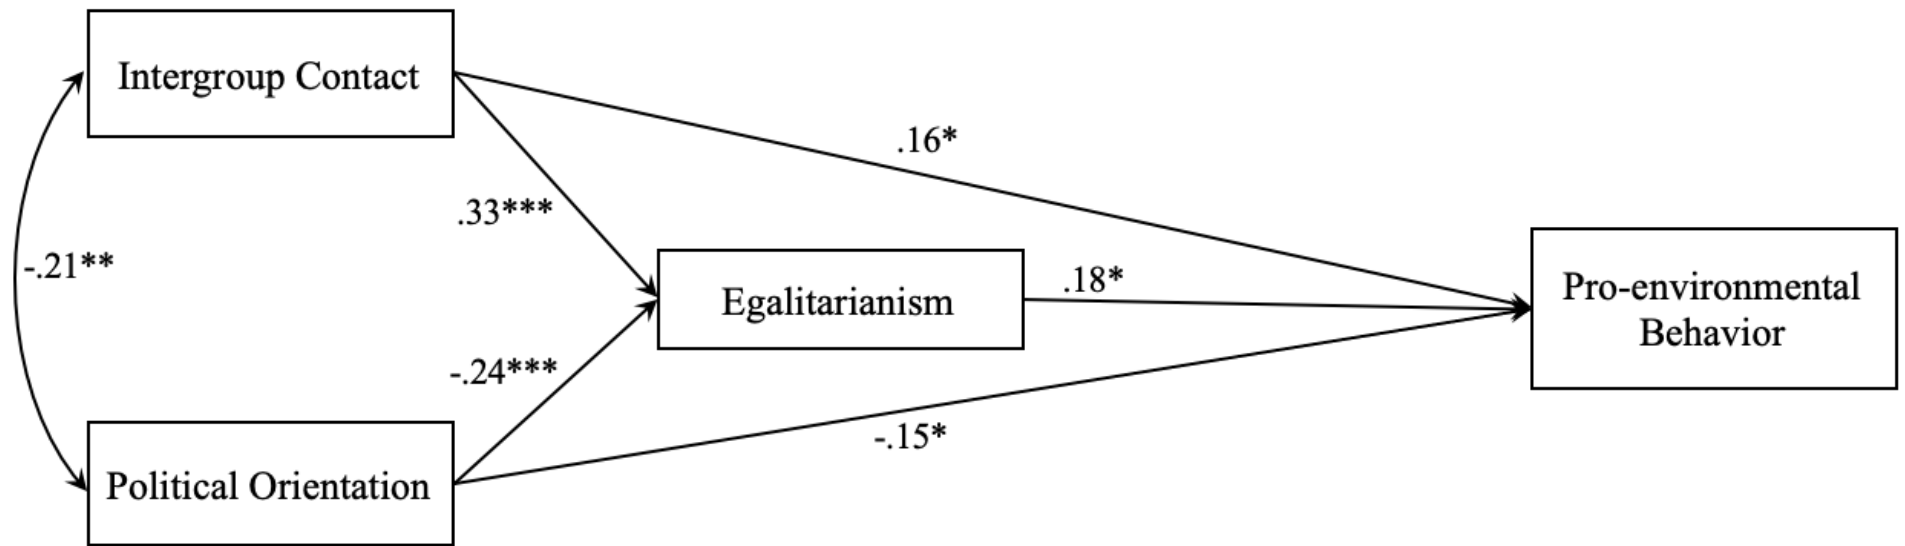 Intergroup Contact
.16*
.33***
-.21**
.18*
Egalitarianism
Pro-environmental
Behavior
-.24***
-.15*
Political Orientation